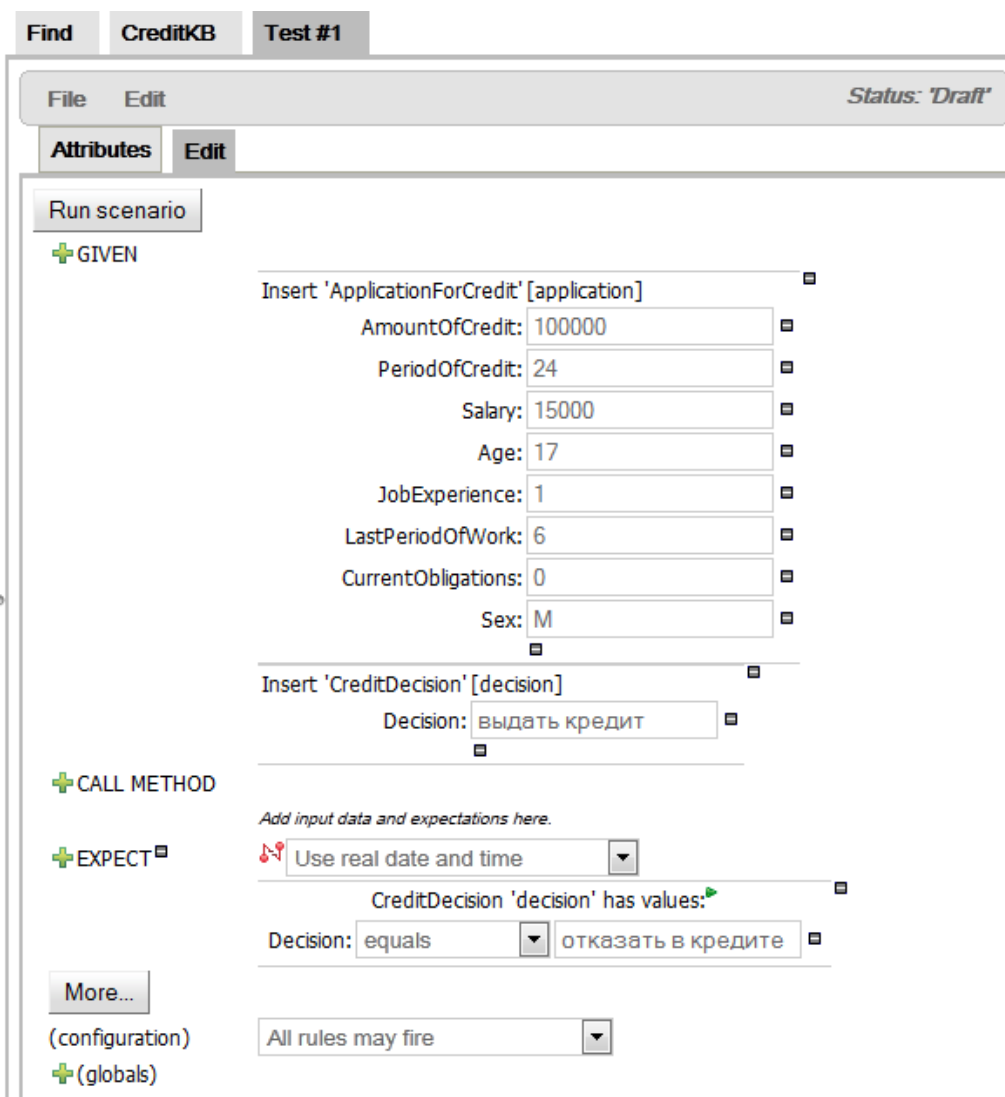 Find CreditKB Test #1
File Edit Status: 'Draft'
Attributes Edit
Run scenario
GIVEN
Insert 'ApplicationForCredit' [application]
AmountOfCredit: 100000
PeriodOfCredit: 24
Salary: 15000
Age: 17
JobExperience: 1
LastPeriodOfWork: 6
CurrentObligations: 0
Sex: M
Insert 'CreditDecision' [decision]
Decision: выдать кредит
CALL METHOD
Add input data and expectations here.
EXPECT Use real date and time
CreditDecision 'decision' has values:
Decision: equals отказать в кредите
More...
(configuration) All rules may fire
(globals)